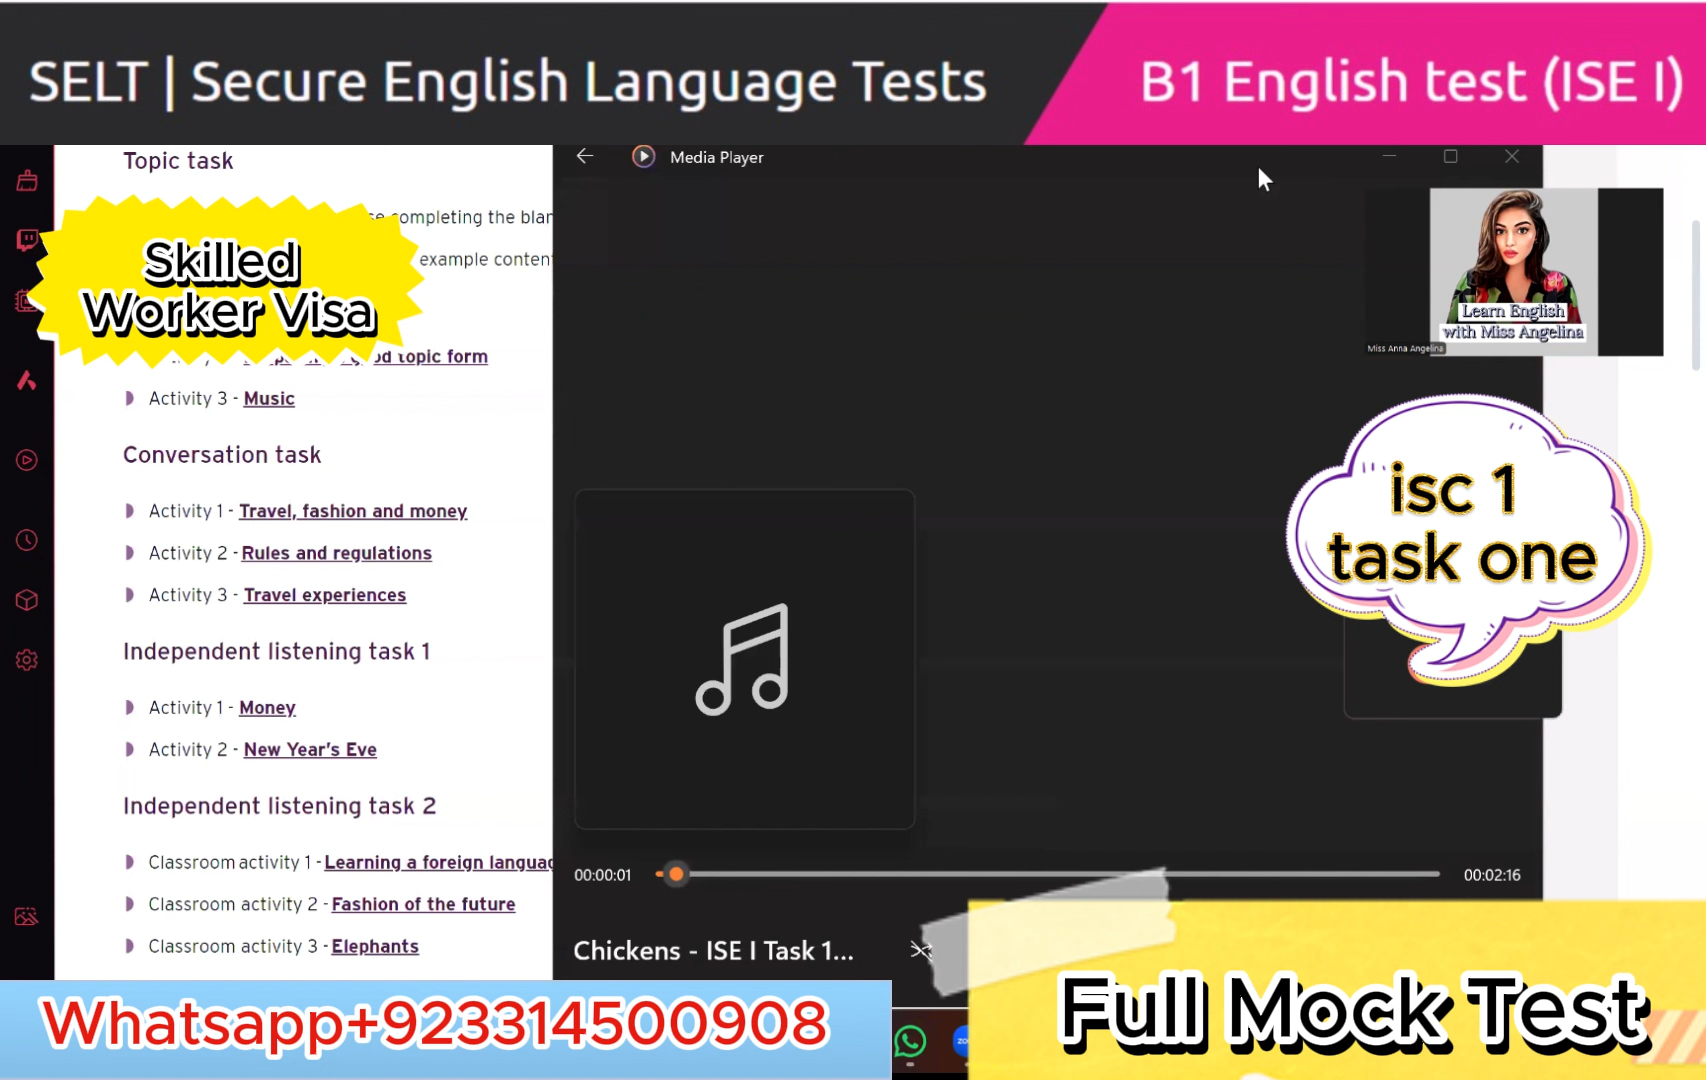 SELT | Secure English Language Tests
B1 English test (ISE I)
Topic task
completing the blan
example conten
Skilled
Worker Visa
topic form
Activity 3 - Music
Conversation task
Activity 1 - Travel, fashion and money
Activity 2 - Rules and regulations
Activity 3 - Travel experiences
Independent listening task 1
Activity 1 - Money
Activity 2 - New Year's Eve
Independent listening task 2
Classroom activity 1 - Learning a foreign languag
Classroom activity 2 - Fashion of the future
Classroom activity 3 - Elephants
Media Player
Learn English
with Miss Angelina
Miss Anna Angelina
isc 1
task one
00:00:01
00:02:16
Chickens - ISE I Task 1...
Whatsapp+923314500908
Full Mock Test